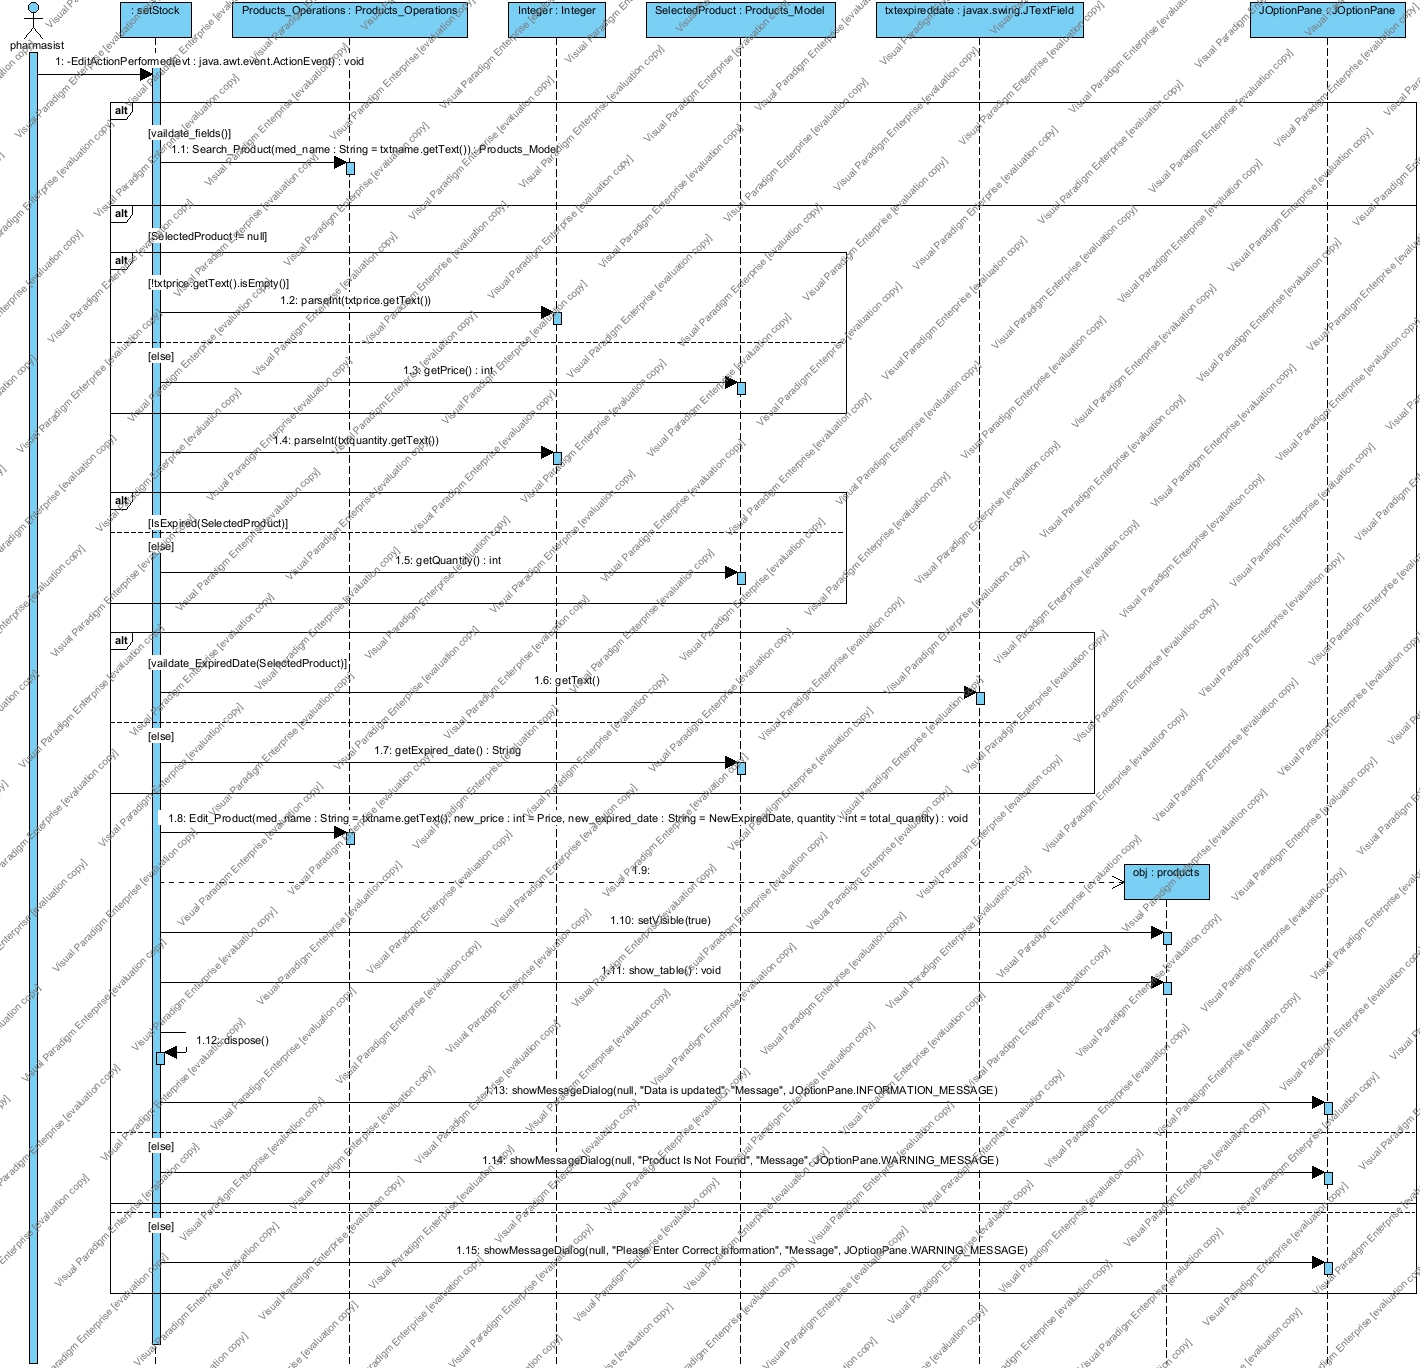 : setStock
Products_Operations : Products_Operations
Integer : Integer
SelectedProduct : Products_Model
txtexpireddate : javax.swing.JTextField
JOptionPane : JOptionPane
pharmasist
1: -EditActionPerformed(evt : java.awt.event.ActionEvent) : void
alt
[vaildate_fields()]
1.1: Search_Product(med_name : String = txtname.getText()) : Products_Model
alt
[SelectedProduct != null]
alt
[!txtprice.getText().isEmpty()]
1.2: parseInt(txtprice.getText())
[else]
1.3: getPrice() : int
1.4: parseInt(txtquantity.getText())
alt
[IsExpired(SelectedProduct)]
[else]
1.5: getQuantity() : int
alt
[vaildate_ExpiredDate(SelectedProduct)]
1.6: getText()
[else]
1.7: getExpired_date() : String
1.8: Edit_Product(med_name : String = txtname.getText(), new_price : int = Price, new_expired_date : String = NewExpiredDate, quantity : int = total_quantity) : void
1.9:
obj : products
1.10: setVisible(true)
1.11: show_table() : void
1.12: dispose()
1.13: showMessageDialog(null, "Data is updated", "Message", JOptionPane.INFORMATION_MESSAGE)
[else]
1.14: showMessageDialog(null, "Product Is Not Found", "Message", JOptionPane.WARNING_MESSAGE)
[else]
1.15: showMessageDialog(null, "Please Enter Correct information", "Message", JOptionPane.WARNING_MESSAGE)
Visual Paradigm Enterprise [evaluation copy]